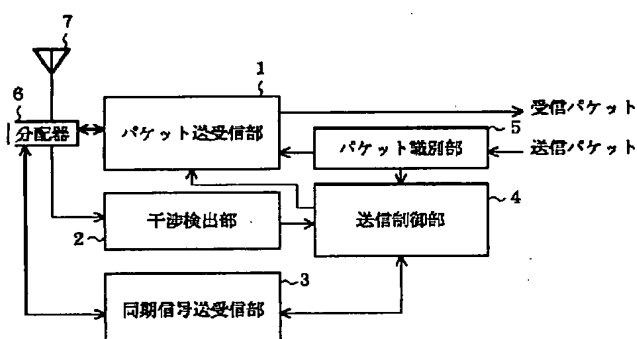 7
6
1
分配器
パケット送受信部
受信パケット
5
パケット識別部
送信パケット
干渉検出部
2
送信制御部
4
同期信号送受信部
3